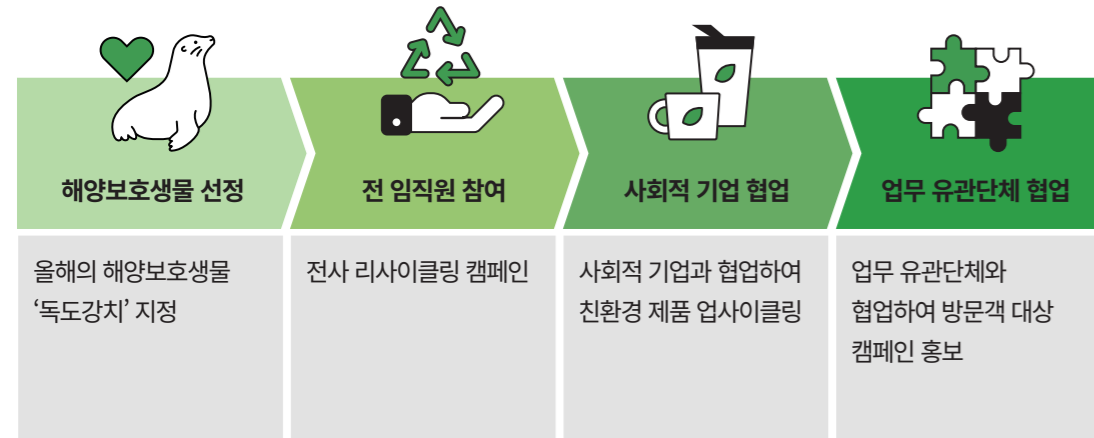 해양보호생물 선정
전 임직원 참여
사회적 기업 협업
업무 유관단체 협업
올해의 해양보호생물
‘독도강치’ 지정
전사 리사이클링 캠페인
사회적 기업과 협업하여
친환경 제품 업사이클링
업무 유관단체와
협업하여 방문객 대상
캠페인 홍보